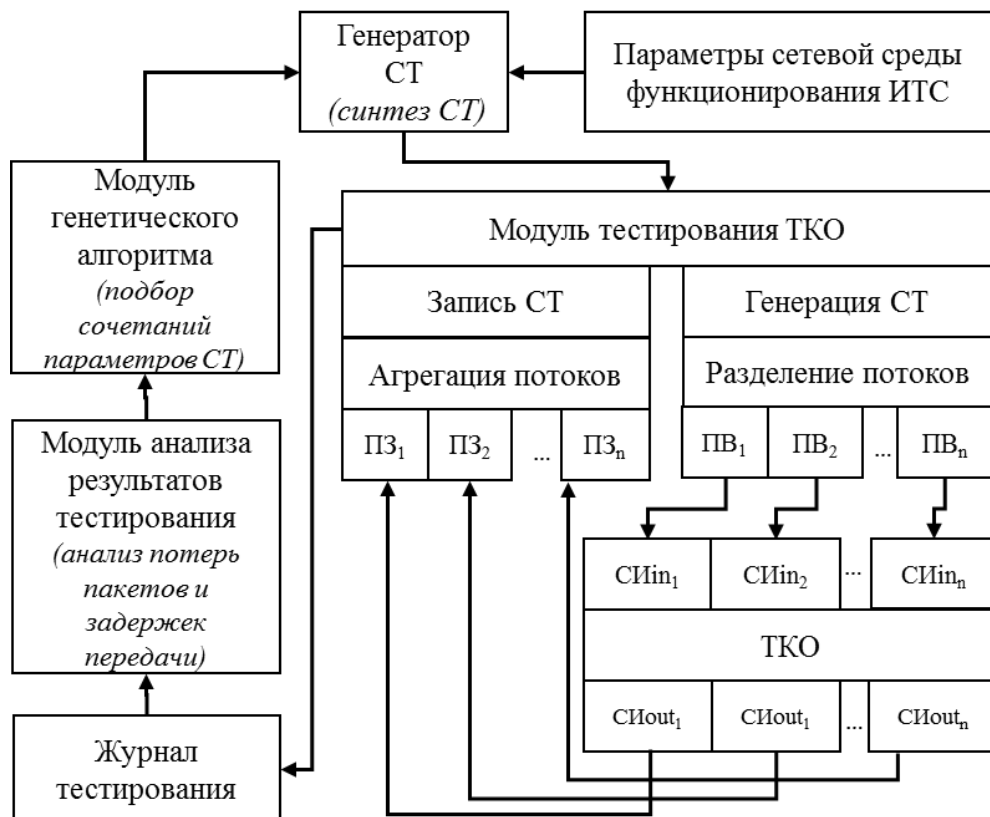 Генератор
СТ
(синтез СТ)
Параметры сетевой среды
функционирования ИТС
Модуль
генетического
алгоритма
(подбор
сочетаний
параметров СТ)
Модуль тестирования ТКО
Запись СТ
Генерация СТ
Агрегация потоков
Разделение потоков
ПЗ₁ ПЗ₂ ... ПЗₙ
ПВ₁ ПВ₂ ... ПВₙ
Модуль анализа
результатов
тестирования
(анализ потерь
пакетов и
задержек
передачи)
СИin₁ СИin₂ ... СИinₙ
ТКО
СИout₁ СИout₁ ... СИoutₙ
Журнал
тестирования